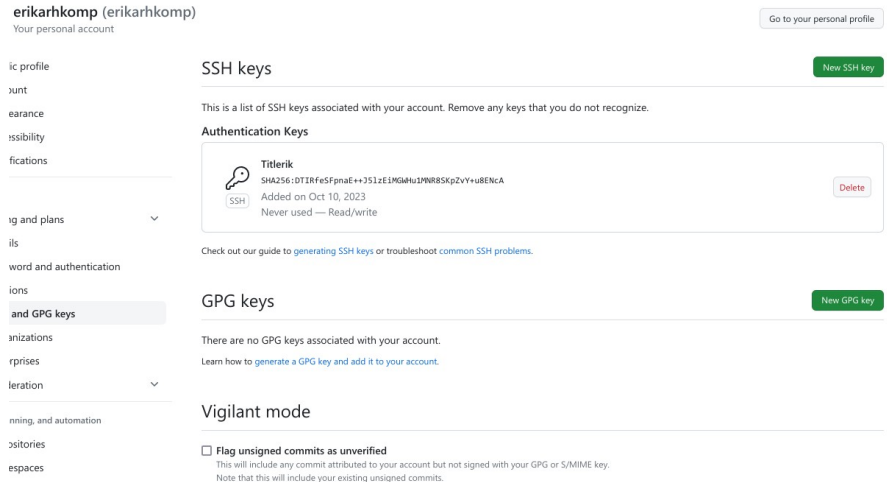 erikarhkomp (erikarhkomp)
Your personal account
Go to your personal profile
ic profile
ount
earance
essibility
fications
ng and plans
ils
word and authentication
ions
and GPG keys
anizations
rprises
leration
nning, and automation
ositories
espaces
SSH keys
New SSH key
This is a list of SSH keys associated with your account. Remove any keys that you do not recognize.
Authentication Keys
Titlerik
SHA256:DTIRfeSFpnaE++J5lzEiMGWHu1MNR8SKpZvY+u8ENcA
SSH
Added on Oct 10, 2023
Never used — Read/write
Delete
Check out our guide to generating SSH keys or troubleshoot common SSH problems.
GPG keys
New GPG key
There are no GPG keys associated with your account.
Learn how to generate a GPG key and add it to your account.
Vigilant mode
Flag unsigned commits as unverified
This will include any commit attributed to your account but not signed with your GPG or S/MIME key.
Note that this will include your existing unsigned commits.